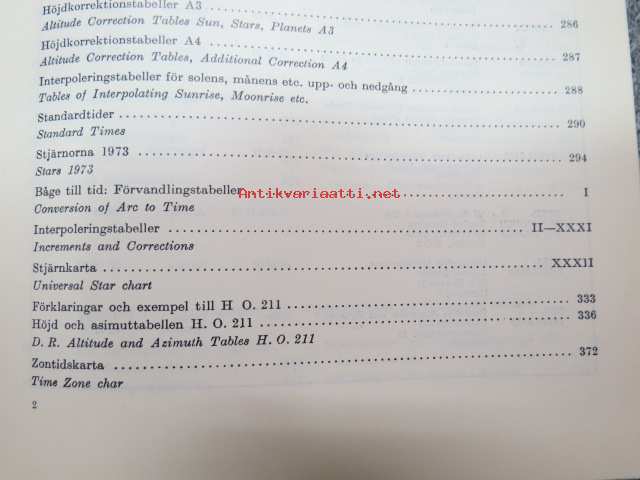 Höjdkorrektionstabeller A3
Altitude Correction Tables Sun, Stars, Planets A3 286
Höjdkorrektionstabeller A4
Altitude Correction Tables, Additional Correction A4 287
Interpoleringstabeller för solens, månens etc. upp- och nedgång 288
Tables of Interpolating Sunrise, Moonrise etc.
Standardtider 290
Standard Times
Stjärnorna 1973 294
Stars 1973
Båge till tid: Förvandlingstabeller I
Antikvariaatti.net
Conversion of Arc to Time
Interpoleringstabeller II—XXXI
Increments and Corrections
Stjärnkarta XXXII
Universal Star chart
Förklaringar och exempel till H O. 211 333
Höjd och asimuttabellen H. O. 211 336
D. R. Altitude and Azimuth Tables H. O. 211
Zontidskarta 372
Time Zone char
2